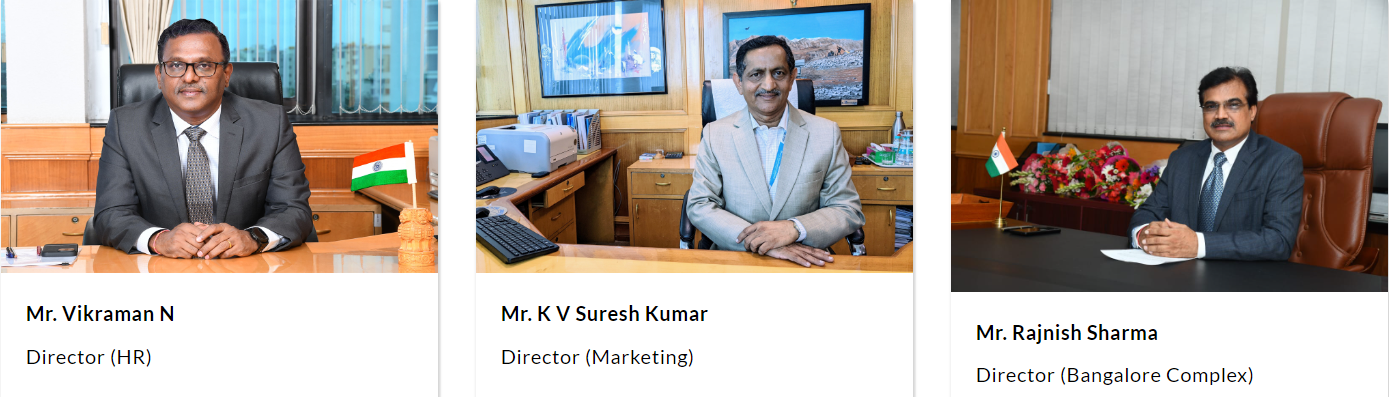 Mr. Vikraman N
Director (HR)
Mr. K V Suresh Kumar
Director (Marketing)
Mr. Rajnish Sharma
Director (Bangalore Complex)